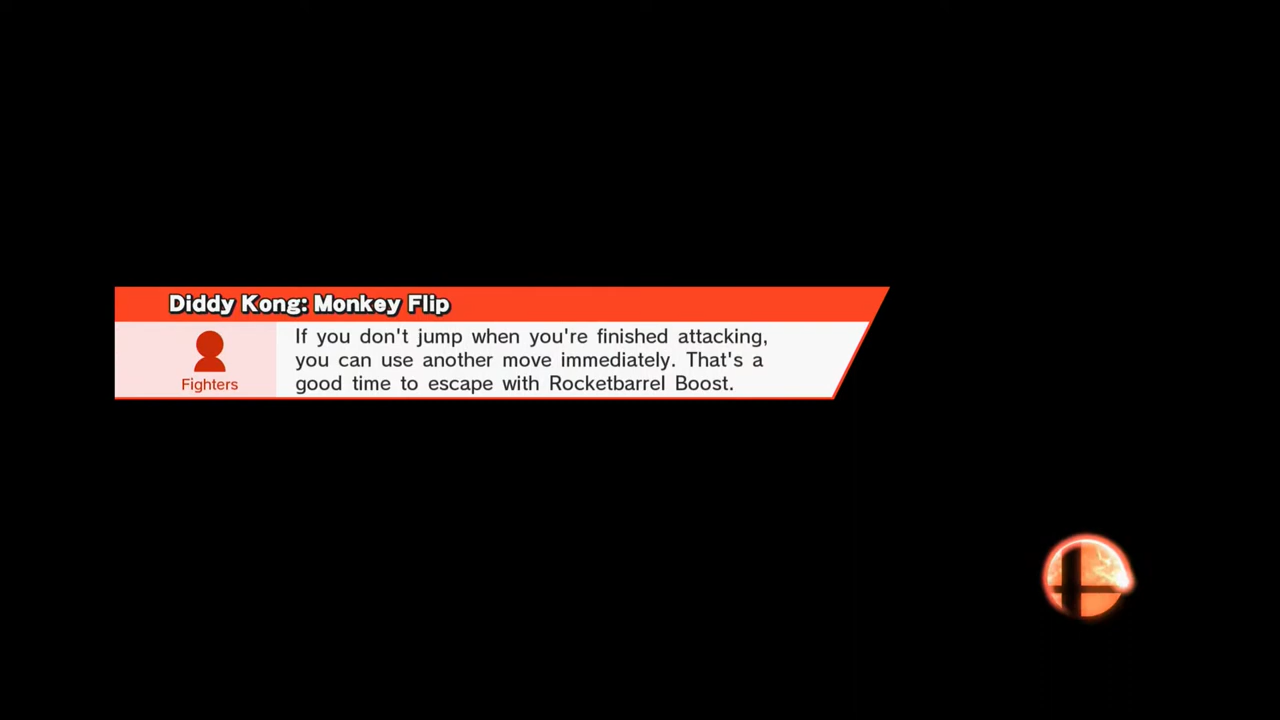 Diddy Kong: Monkey Flip
If you don't jump when you're finished attacking,
you can use another move immediately. That's a
good time to escape with Rocketbarrel Boost.
Fighters